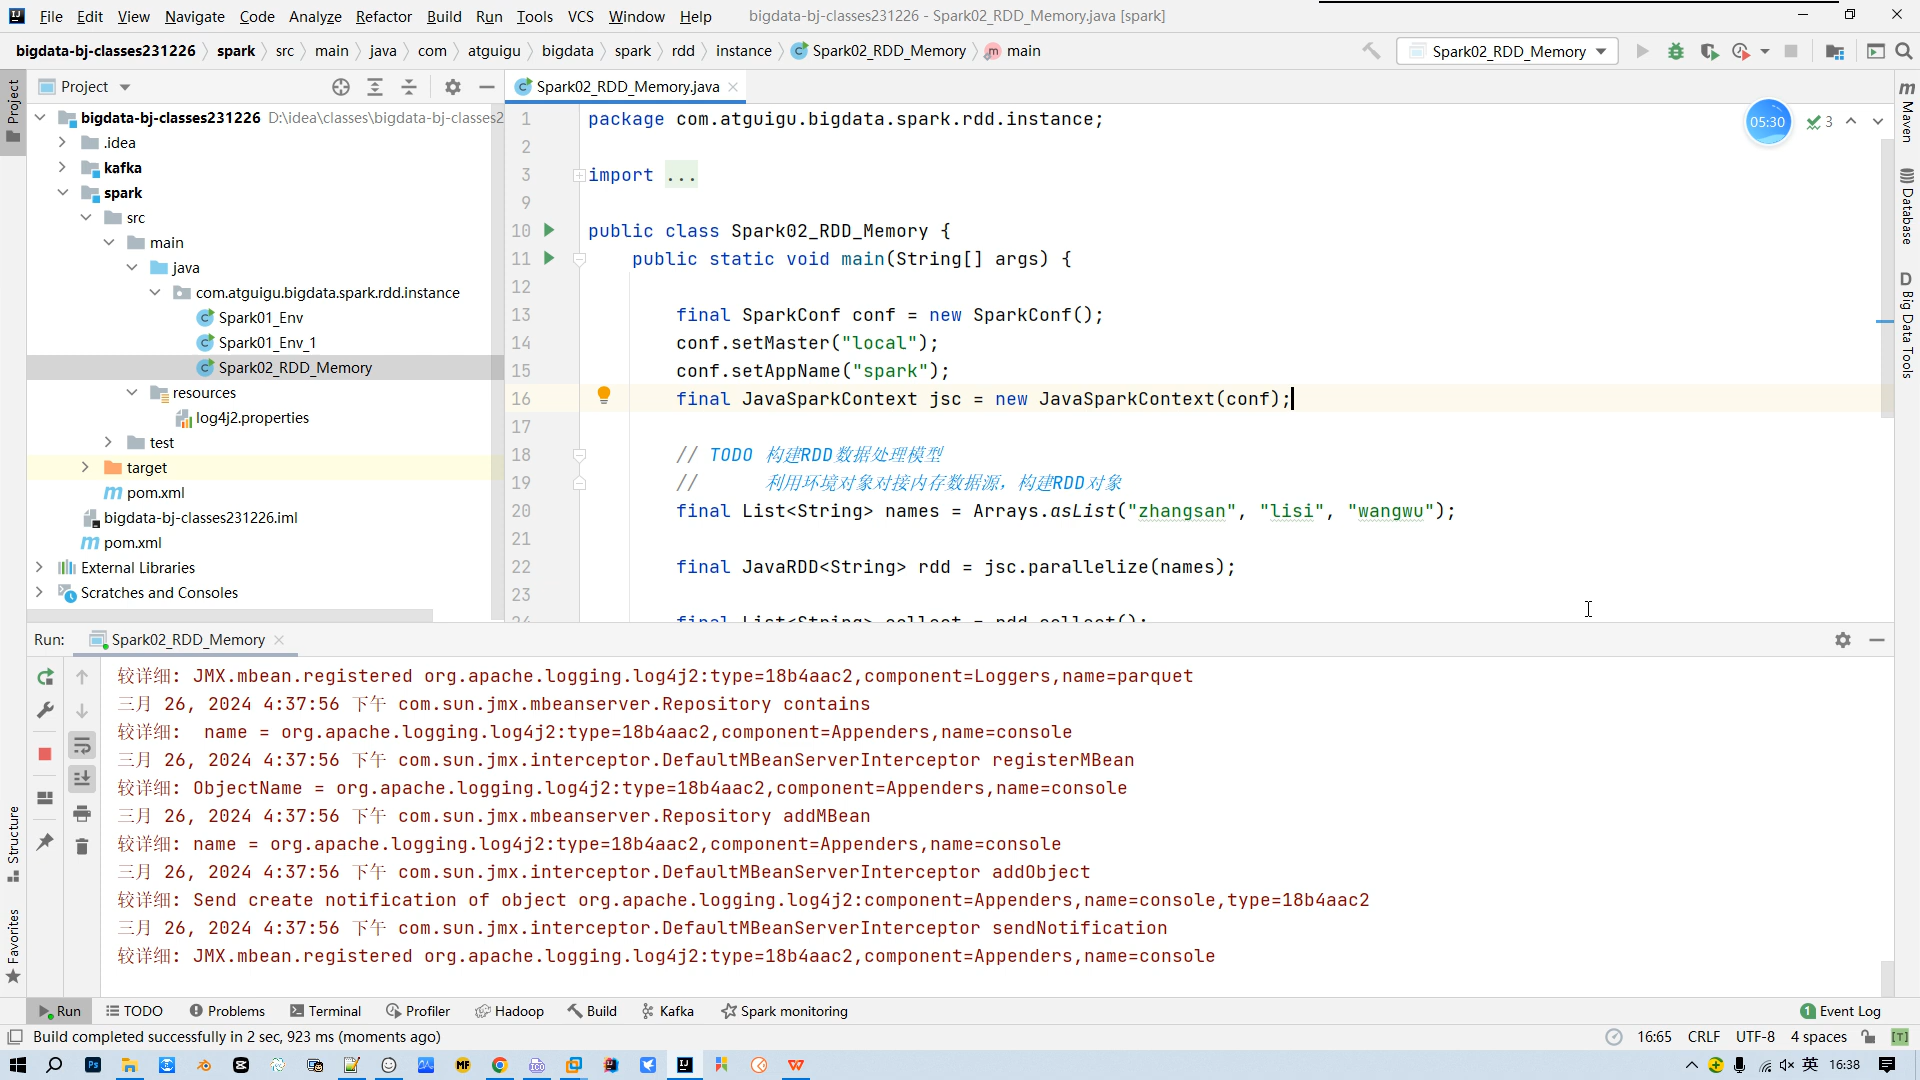 File Edit View Navigate Code Analyze Refactor Build Run Tools VCS Window Help bigdata-bj-classes231226 - Spark02_RDD_Memory.java [spark]
bigdata-bj-classes231226 spark src main java com atguigu bigdata spark rdd instance Spark02_RDD_Memory main Spark02_RDD_Memory
Project
Spark02_RDD_Memory.java
bigdata-bj-classes231226 D:\idea\classes\bigdata-bj-classes2
.idea
kafka
spark
src
main
java
com.atguigu.bigdata.spark.rdd.instance
Spark01_Env
Spark01_Env_1
Spark02_RDD_Memory
resources
log4j2.properties
test
target
pom.xml
bigdata-bj-classes231226.iml
pom.xml
External Libraries
Scratches and Consoles
05:30
3
1 package com.atguigu.bigdata.spark.rdd.instance;
2
3 import ...
9
10 public class Spark02_RDD_Memory {
11 public static void main(String[] args) {
12
13 final SparkConf conf = new SparkConf();
14 conf.setMaster("local");
15 conf.setAppName("spark");
16 final JavaSparkContext jsc = new JavaSparkContext(conf);
17
18 // TODO 构建RDD数据处理模型
19 // 利用环境对象对接内存数据源，构建RDD对象
20 final List<String> names = Arrays.asList("zhangsan", "lisi", "wangwu");
21
22 final JavaRDD<String> rdd = jsc.parallelize(names);
23
24 final List<String> collect = rdd.collect();
Project
Structure
Favorites
Maven
Database
D Big Data Tools
Run: Spark02_RDD_Memory
较详细: JMX.mbean.registered org.apache.logging.log4j2:type=18b4aac2,component=Loggers,name=parquet
三月 26, 2024 4:37:56 下午 com.sun.jmx.mbeanserver.Repository contains
较详细: name = org.apache.logging.log4j2:type=18b4aac2,component=Appenders,name=console
三月 26, 2024 4:37:56 下午 com.sun.jmx.interceptor.DefaultMBeanServerInterceptor registerMBean
较详细: ObjectName = org.apache.logging.log4j2:type=18b4aac2,component=Appenders,name=console
三月 26, 2024 4:37:56 下午 com.sun.jmx.mbeanserver.Repository addMBean
较详细: name = org.apache.logging.log4j2:type=18b4aac2,component=Appenders,name=console
三月 26, 2024 4:37:56 下午 com.sun.jmx.interceptor.DefaultMBeanServerInterceptor addObject
较详细: Send create notification of object org.apache.logging.log4j2:component=Appenders,name=console,type=18b4aac2
三月 26, 2024 4:37:56 下午 com.sun.jmx.interceptor.DefaultMBeanServerInterceptor sendNotification
较详细: JMX.mbean.registered org.apache.logging.log4j2:type=18b4aac2,component=Appenders,name=console
Run TODO Problems Terminal Profiler Hadoop Build Kafka Spark monitoring 1 Event Log
Build completed successfully in 2 sec, 923 ms (moments ago) 16:65 CRLF UTF-8 4 spaces
英 16:38